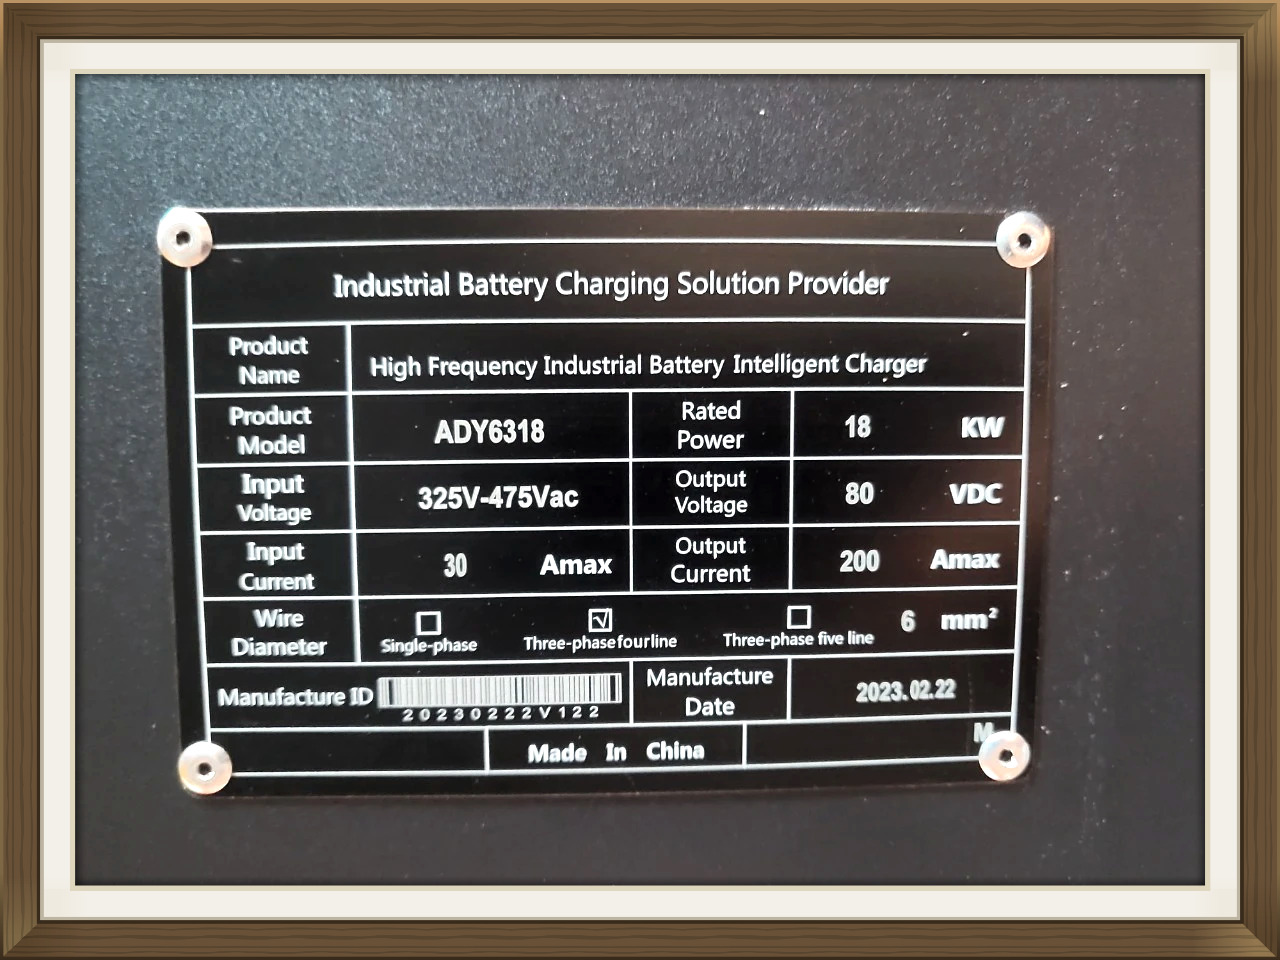 Industrial Battery Charging Solution Provider
Product Name
High Frequency Industrial Battery Intelligent Charger
Product Model
ADY6318
Rated Power
18 KW
Input Voltage
325V-475Vac
Output Voltage
80 VDC
Input Current
30 Amax
Output Current
200 Amax
Wire Diameter
☐ Single-phase
☑ Three-phase four line
☐ Three-phase five line
6 mm²
Manufacture ID
20230222V122
Manufacture Date
2023.02.22
Made In China
M